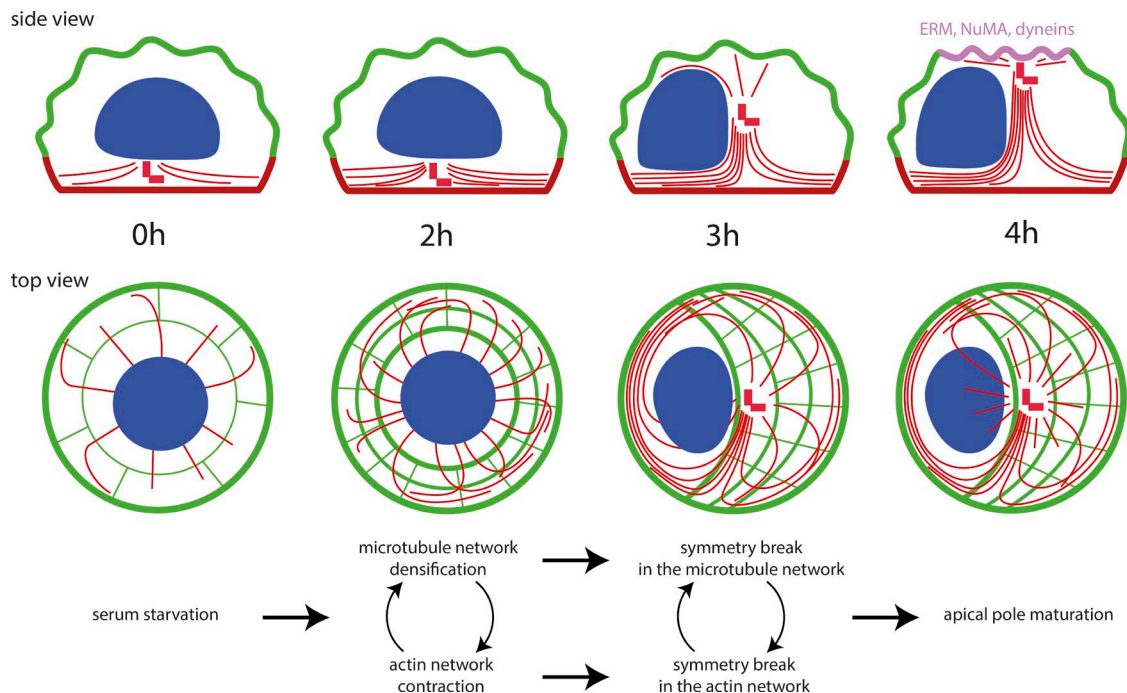 side view
ERM, NuMA, dyneins
0h
2h
3h
4h
top view
microtubule network
densification
symmetry break
in the microtubule network
serum starvation
apical pole maturation
actin network
contraction
symmetry break
in the actin network